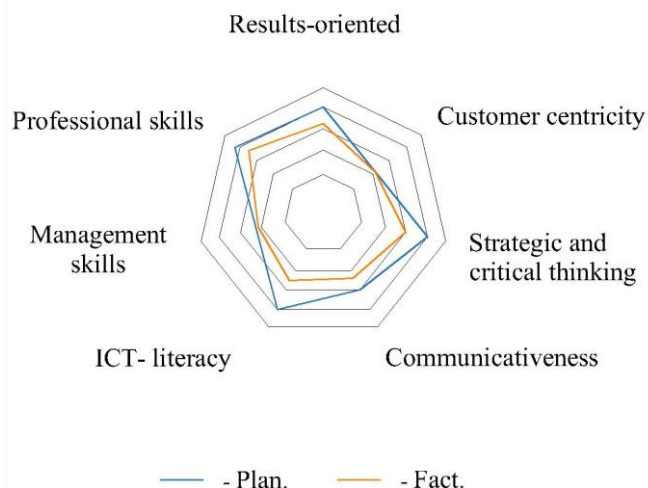 Results-oriented
Professional skills
Customer centricity
Management
skills
Strategic and
critical thinking
ICT- literacy
Communicativeness
- Plan.
- Fact.